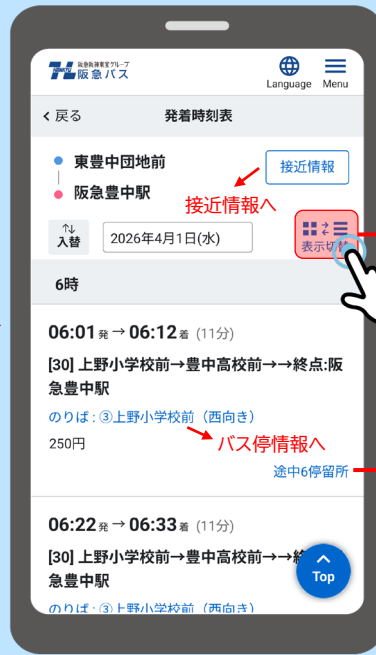 阪急阪神東宝グループ
HANKYU 阪急バス
Language Menu
戻る 発着時刻表
東豊中団地前
阪急豊中駅
接近情報
接近情報へ
入替 2026年4月1日(水)
表示切替
6時
06:01発→06:12着 (11分)
[30] 上野小学校前→豊中高校前→→終点:阪
急豊中駅
のりば：③上野小学校前（西向き）
250円
バス停情報へ
途中6停留所
06:22発→06:33着 (11分)
[30] 上野小学校前→豊中高校前→→終
急豊中駅
Top
のりば：③上野小学校前（西向き）